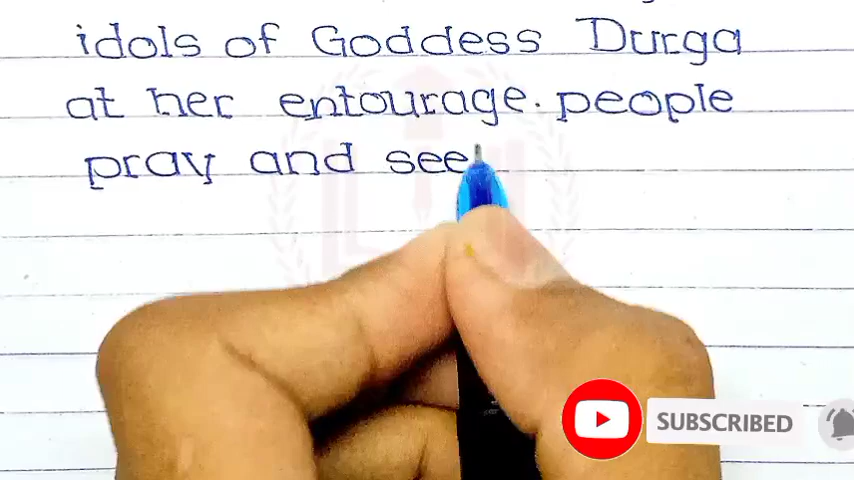 idols of Goddess Durga
at her entourage. people
pray and see
SUBSCRIBED